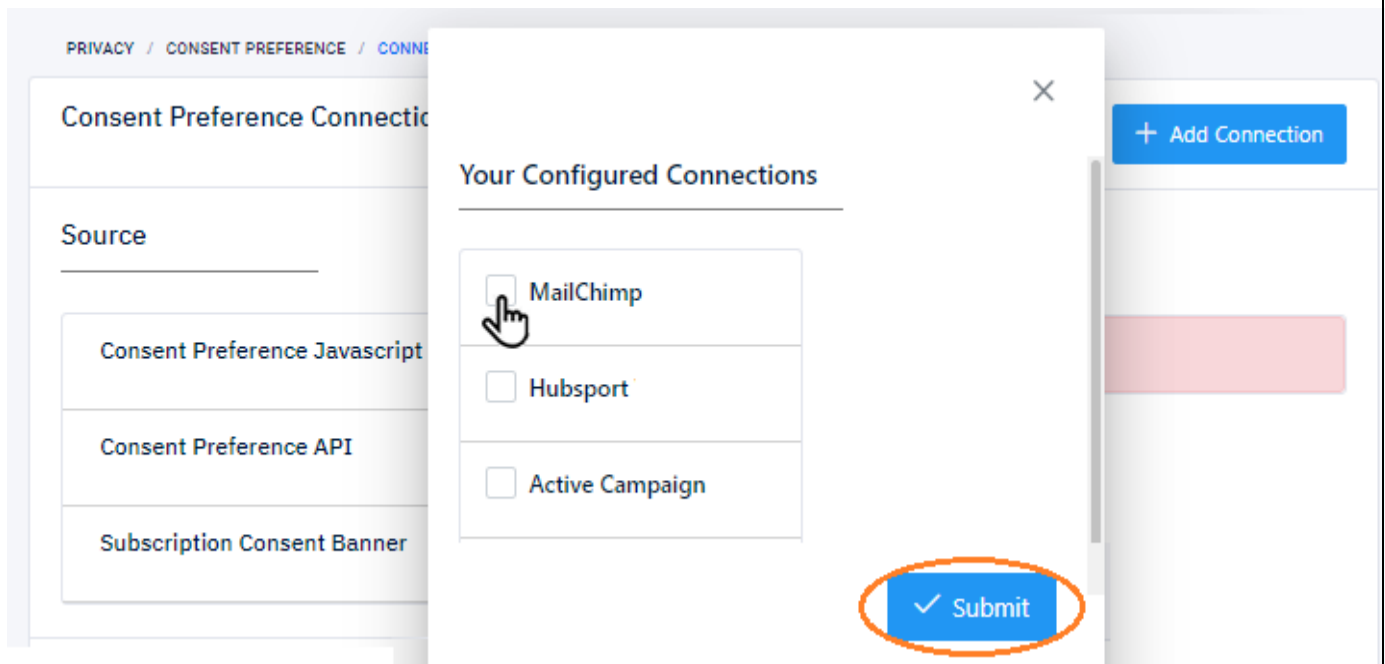 PRIVACY / CONSENT PREFERENCE / CONNE
Consent Preference Connectio
+ Add Connection
Your Configured Connections
Source
MailChimp
Consent Preference Javascript
Hubsport
Consent Preference API
Active Campaign
Subscription Consent Banner
Submit